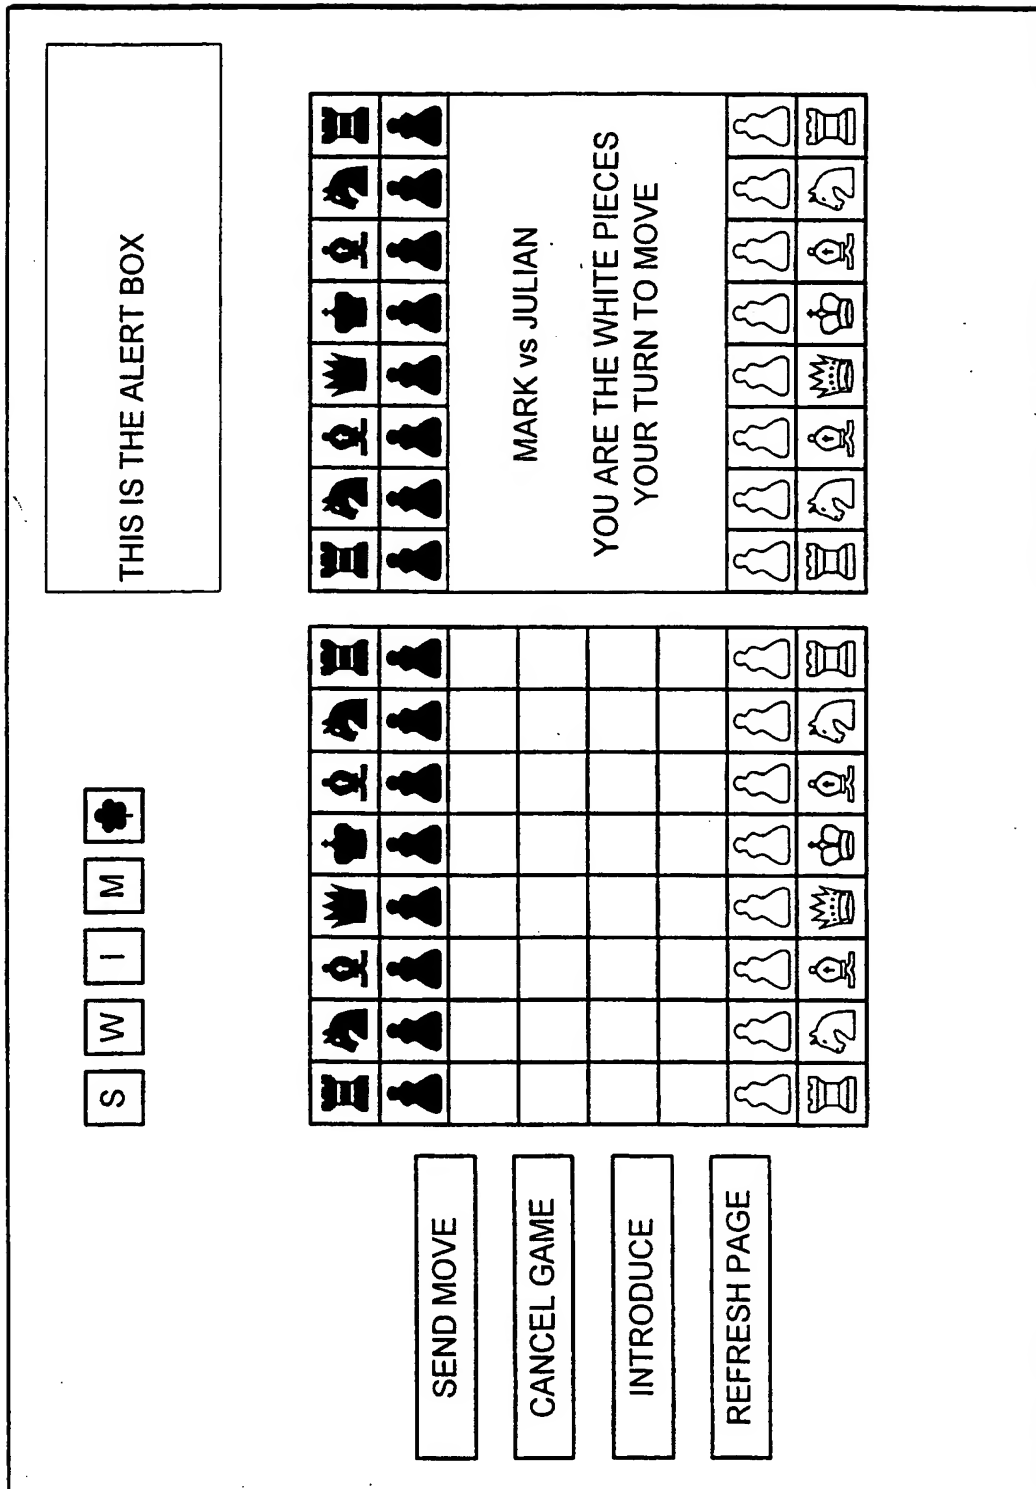 S W I M
THIS IS THE ALERT BOX
SEND MOVE
CANCEL GAME
INTRODUCE
REFRESH PAGE
MARK vs JULIAN
YOU ARE THE WHITE PIECES
YOUR TURN TO MOVE